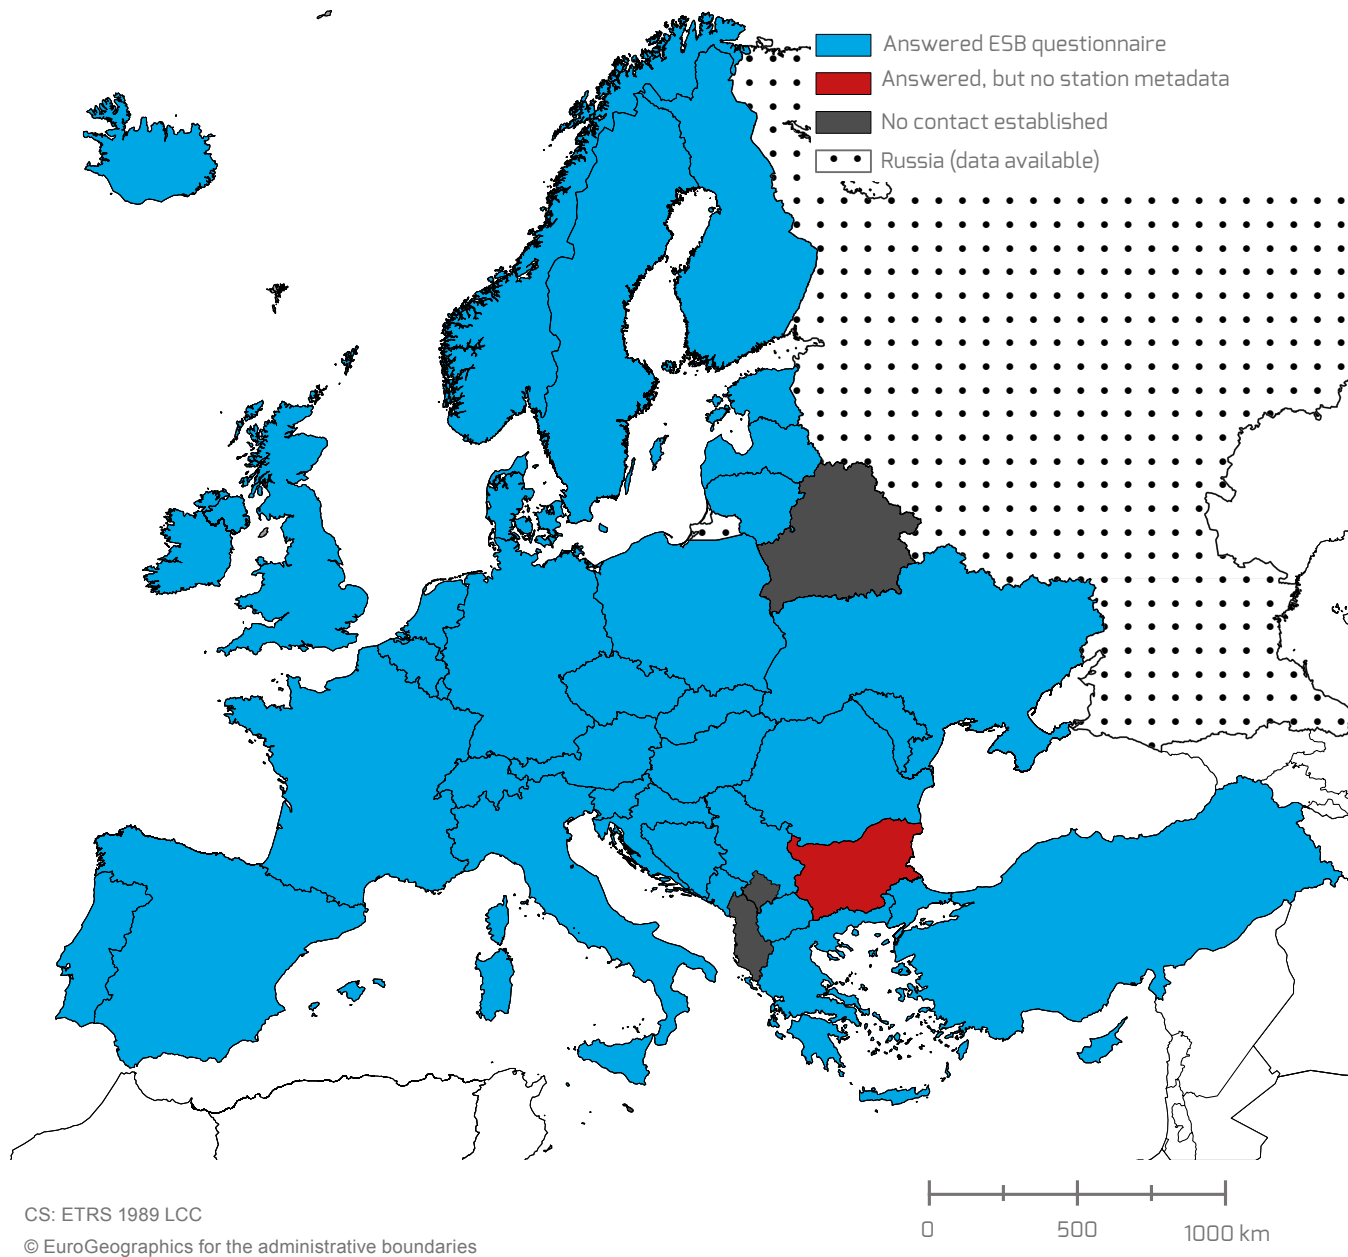 Answered ESB questionnaire
Answered, but no station metadata
No contact established
Russia (data available)
0 500 1000 km
CS: ETRS 1989 LCC
© EuroGeographics for the administrative boundaries